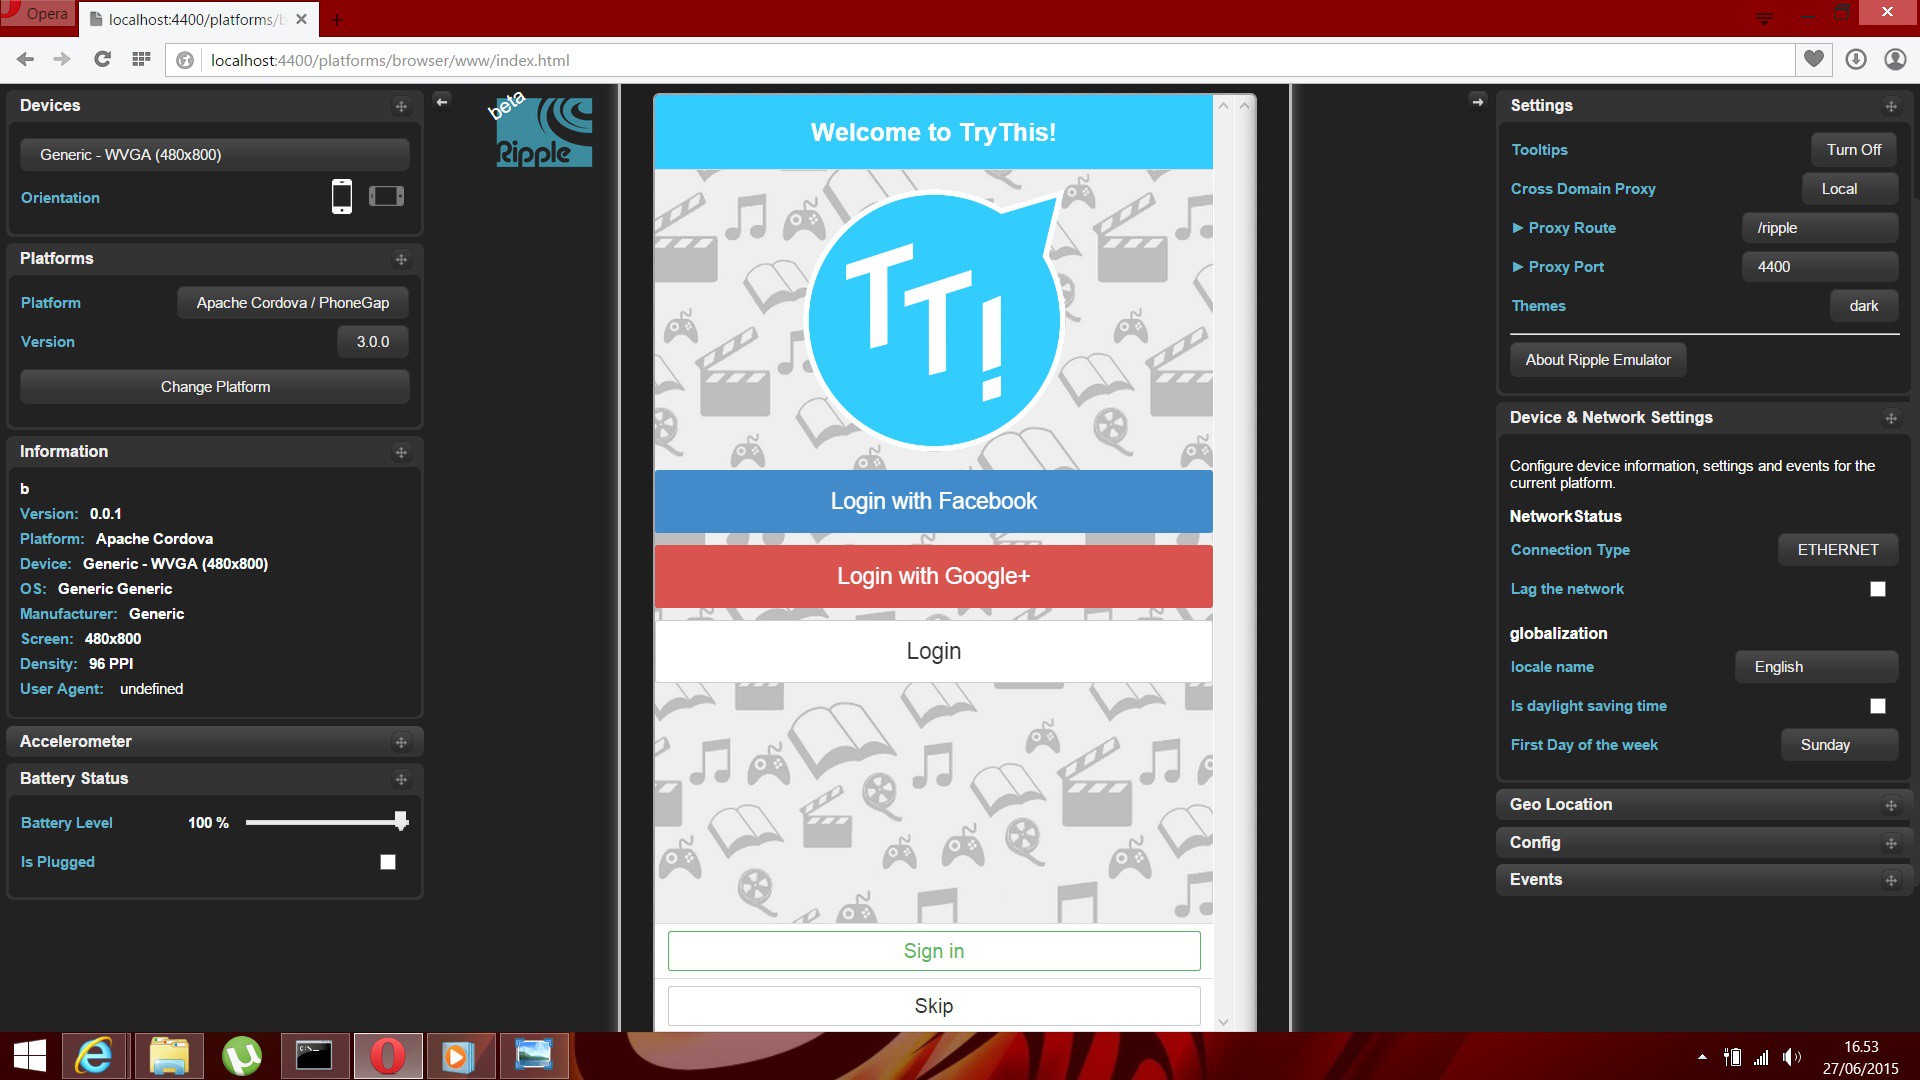 Opera
localhost:4400/platforms/b
localhost:4400/platforms/browser/www/index.html
Devices
Generic - WVGA (480x800)
Orientation
Platforms
Platform
Apache Cordova / PhoneGap
Version
3.0.0
Change Platform
Information
b
Version: 0.0.1
Platform: Apache Cordova
Device: Generic - WVGA (480x800)
OS: Generic Generic
Manufacturer: Generic
Screen: 480x800
Density: 96 PPI
User Agent: undefined
Accelerometer
Battery Status
Battery Level 100 %
Is Plugged
beta
Ripple
Welcome to TryThis!
TT!
Login with Facebook
Login with Google+
Login
Sign in
Skip
Settings
Tooltips Turn Off
Cross Domain Proxy Local
Proxy Route /ripple
Proxy Port 4400
Themes dark
About Ripple Emulator
Device & Network Settings
Configure device information, settings and events for the
current platform.
NetworkStatus
Connection Type ETHERNET
Lag the network
globalization
locale name English
Is daylight saving time
First Day of the week Sunday
Geo Location
Config
Events
16.53
27/06/2015